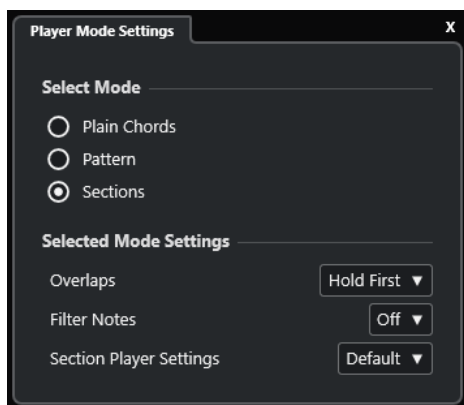 Player Mode Settings X
Select Mode
Plain Chords
Pattern
Sections
Selected Mode Settings
Overlaps Hold First
Filter Notes Off
Section Player Settings Default